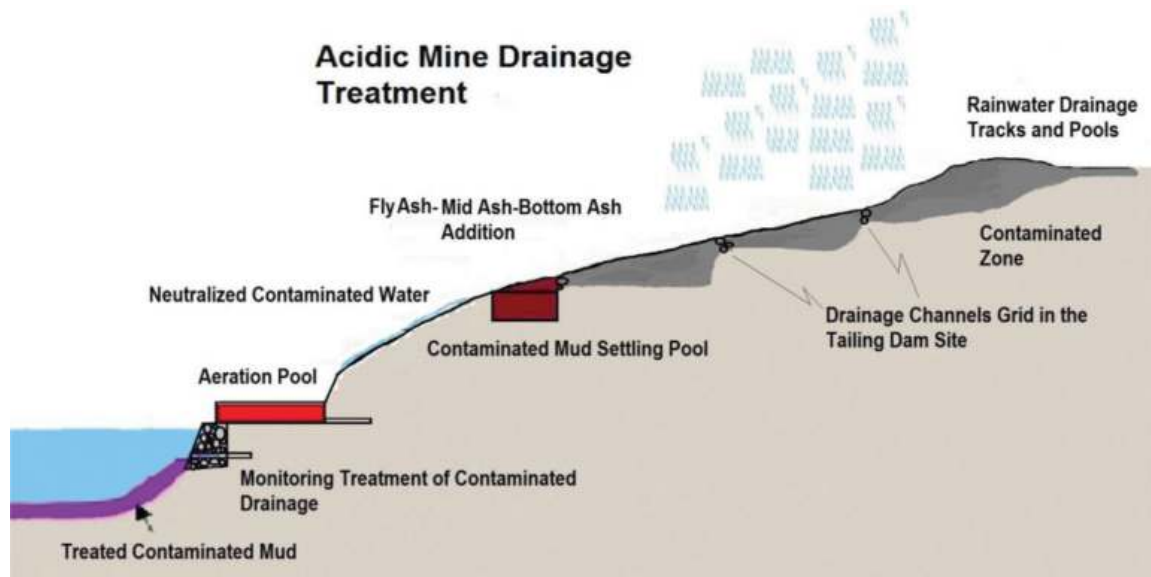 Acidic Mine Drainage
Treatment
Rainwater Drainage
Tracks and Pools
Fly Ash- Mid Ash-Bottom Ash
Addition
Contaminated
Zone
Neutralized Contaminated Water
Drainage Channels Grid in the
Tailing Dam Site
Contaminated Mud Settling Pool
Aeration Pool
Monitoring Treatment of Contaminated
Drainage
Treated Contaminated Mud